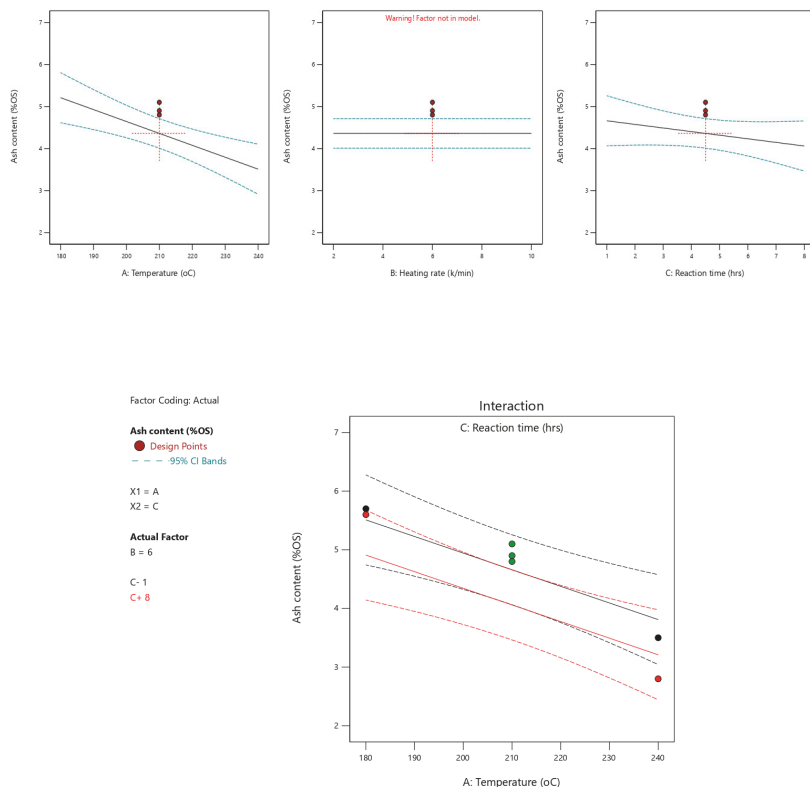 Warning! Factor not in model.
7
6
5
4
3
2
Ash content (%OS)
180 190 200 210 220 230 240
A: Temperature (oC)
7
6
5
4
3
2
Ash content (%OS)
2 4 6 8 10
B: Heating rate (k/min)
7
6
5
4
3
2
Ash content (%OS)
1 2 3 4 5 6 7 8
C: Reaction time (hrs)
Factor Coding: Actual
Ash content (%OS)
Design Points
95% CI Bands
X1 = A
X2 = C
Actual Factor
B = 6
C- 1
C+ 8
Interaction
C: Reaction time (hrs)
7
6
5
4
3
2
Ash content (%OS)
180 190 200 210 220 230 240
A: Temperature (oC)